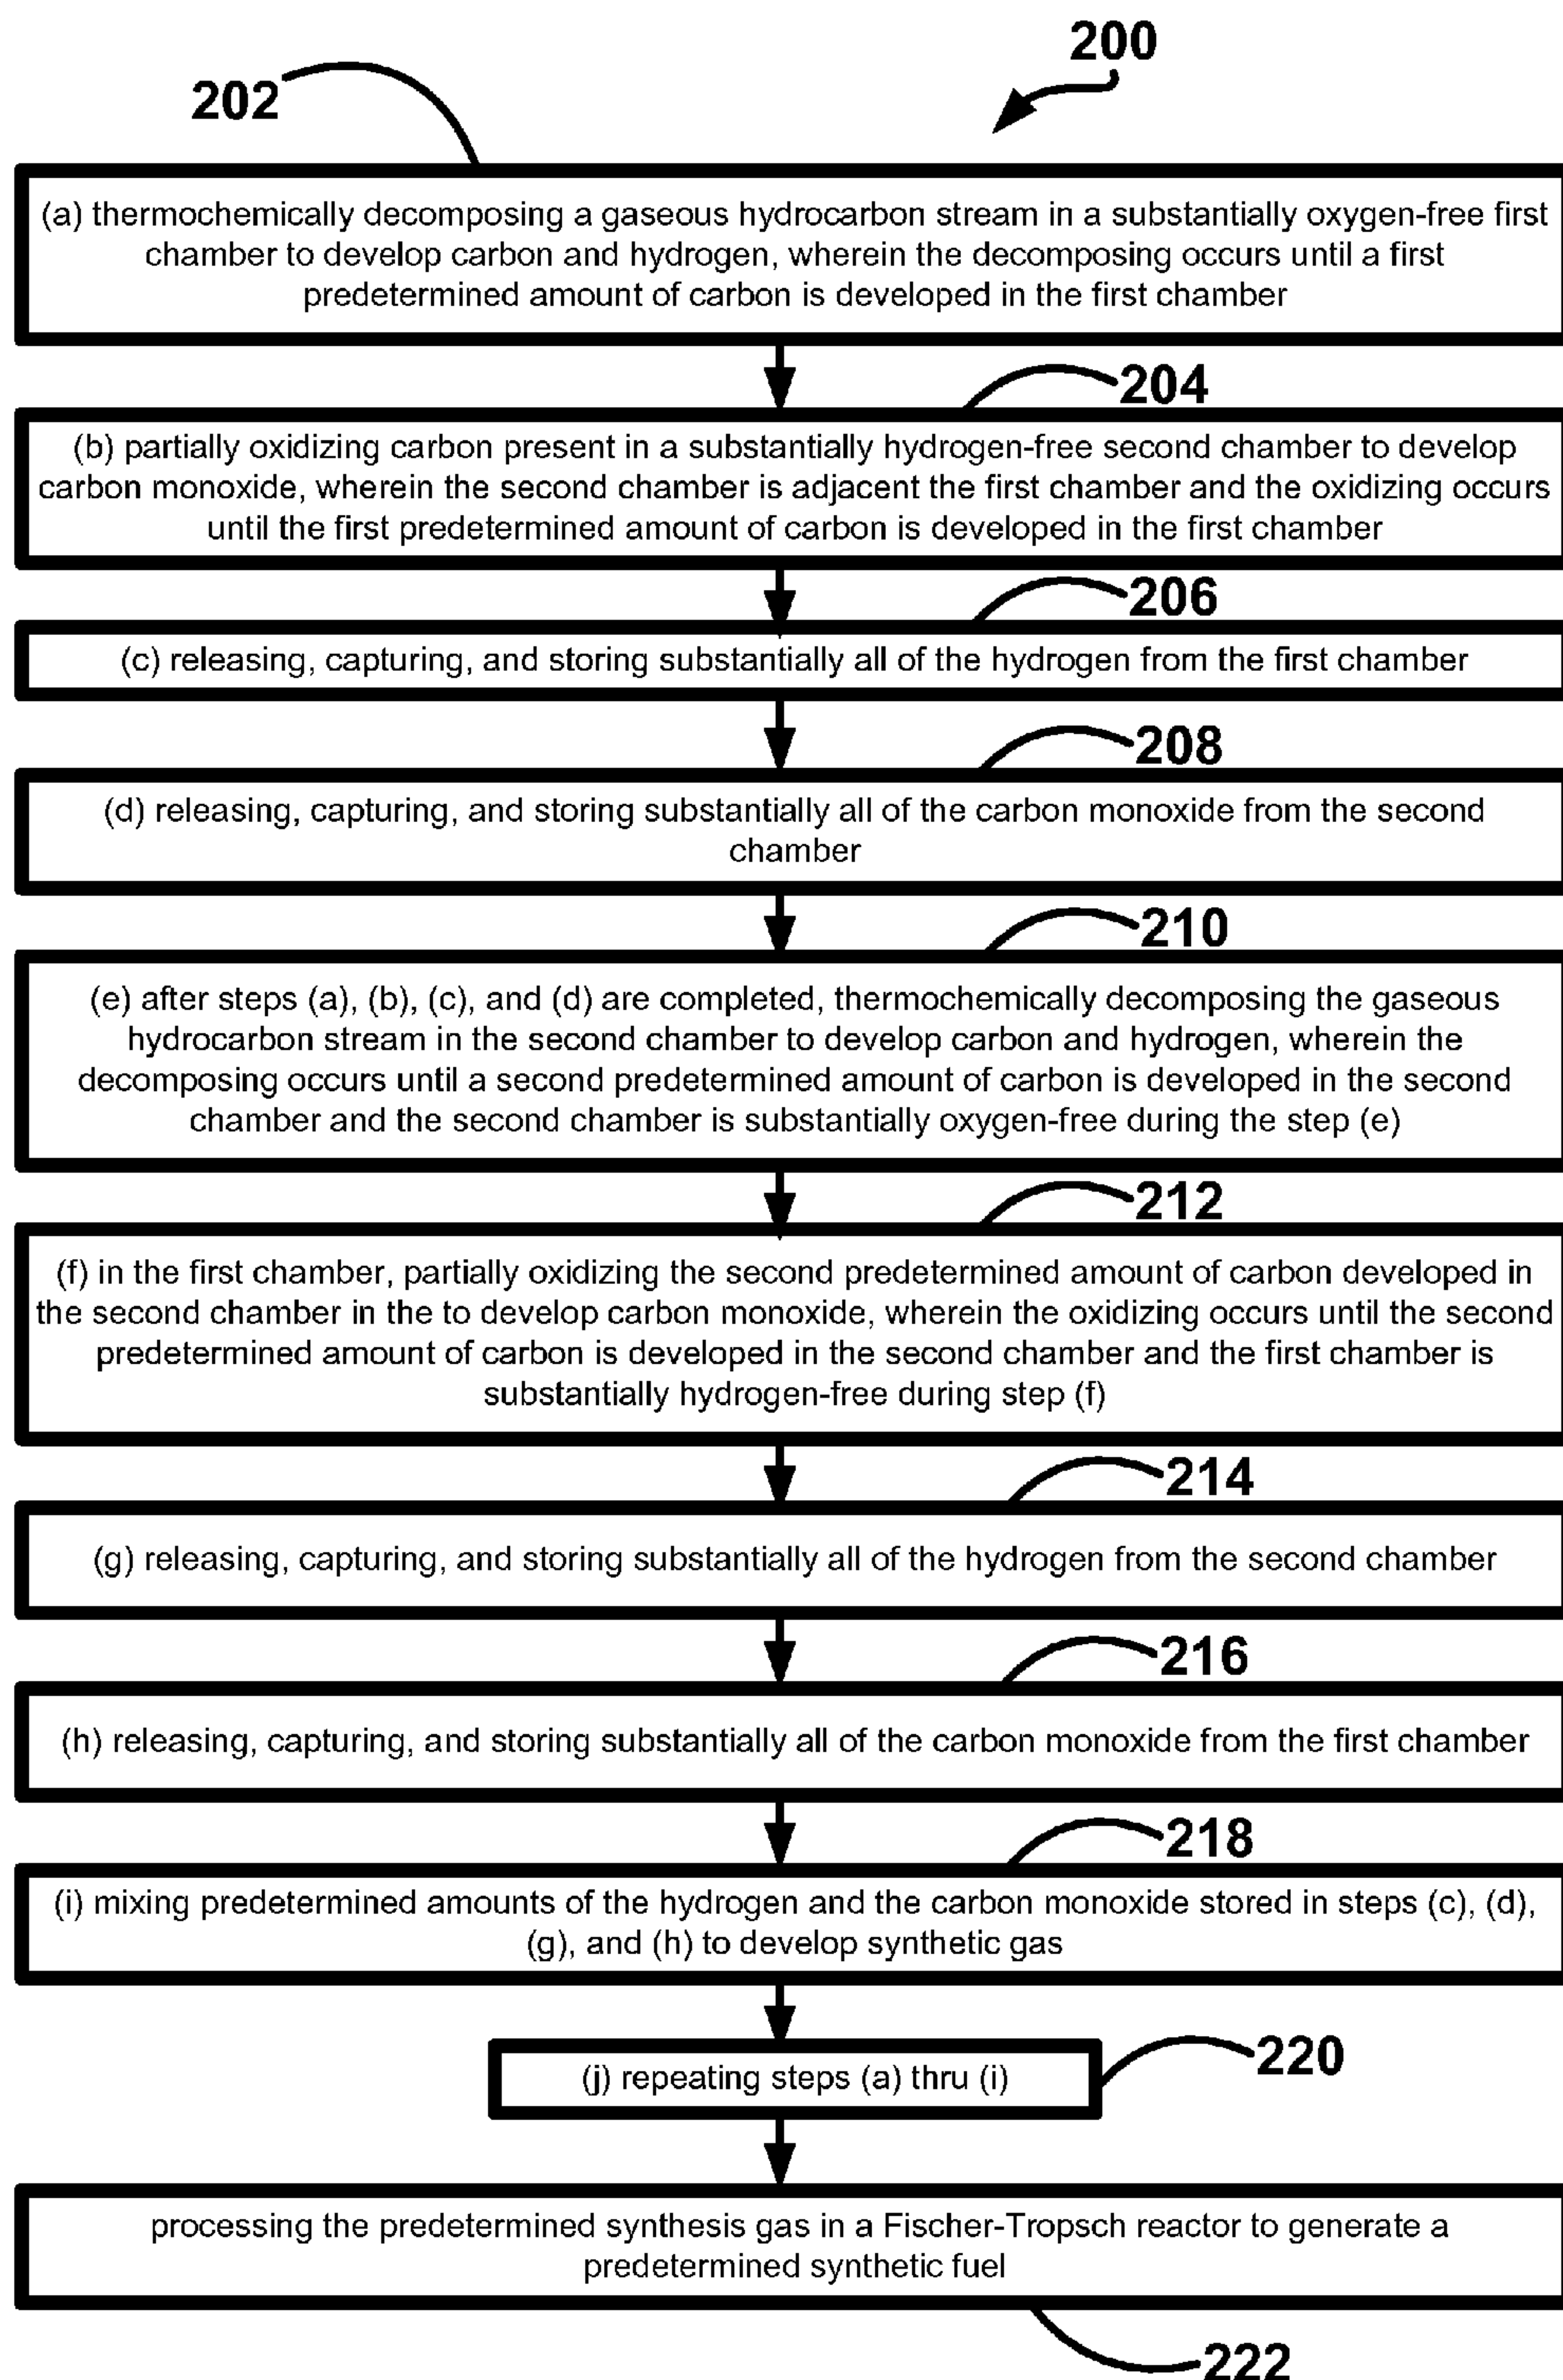 200
202
(a) thermochemically decomposing a gaseous hydrocarbon stream in a substantially oxygen-free first
chamber to develop carbon and hydrogen, wherein the decomposing occurs until a first
predetermined amount of carbon is developed in the first chamber
204
(b) partially oxidizing carbon present in a substantially hydrogen-free second chamber to develop
carbon monoxide, wherein the second chamber is adjacent the first chamber and the oxidizing occurs
until the first predetermined amount of carbon is developed in the first chamber
206
(c) releasing, capturing, and storing substantially all of the hydrogen from the first chamber
208
(d) releasing, capturing, and storing substantially all of the carbon monoxide from the second
chamber
210
(e) after steps (a), (b), (c), and (d) are completed, thermochemically decomposing the gaseous
hydrocarbon stream in the second chamber to develop carbon and hydrogen, wherein the
decomposing occurs until a second predetermined amount of carbon is developed in the second
chamber and the second chamber is substantially oxygen-free during the step (e)
212
(f) in the first chamber, partially oxidizing the second predetermined amount of carbon developed in
the second chamber in the to develop carbon monoxide, wherein the oxidizing occurs until the second
predetermined amount of carbon is developed in the second chamber and the first chamber is
substantially hydrogen-free during step (f)
214
(g) releasing, capturing, and storing substantially all of the hydrogen from the second chamber
216
(h) releasing, capturing, and storing substantially all of the carbon monoxide from the first chamber
218
(i) mixing predetermined amounts of the hydrogen and the carbon monoxide stored in steps (c), (d),
(g), and (h) to develop synthetic gas
220
(j) repeating steps (a) thru (i)
processing the predetermined synthesis gas in a Fischer-Tropsch reactor to generate a
predetermined synthetic fuel
222